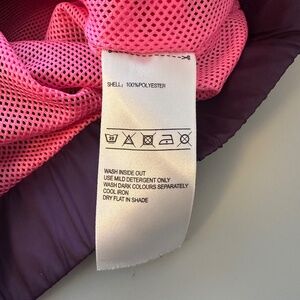 SHELL: 100%POLYESTER
30
WASH INSIDE OUT
USE MILD DETERGENT ONLY
WASH DARK COLOURS SEPARATELY
COOL IRON
DRY FLAT IN SHADE